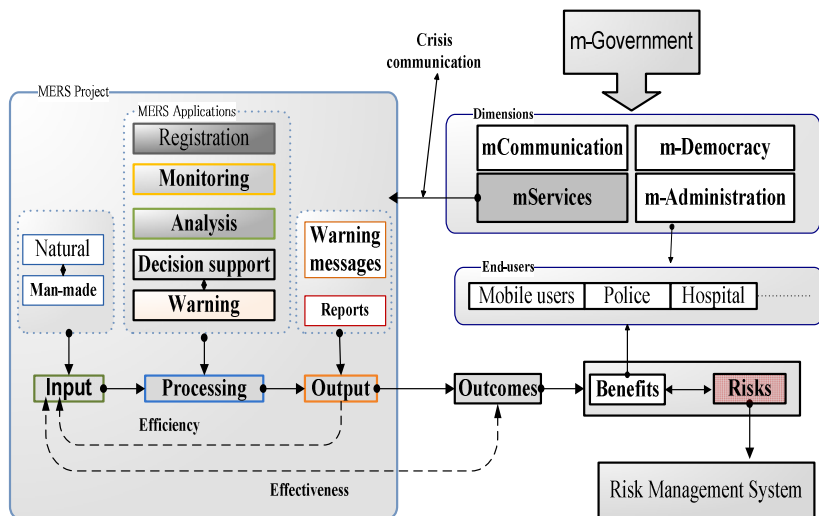 Crisis
communication
m-Government
MERS Project
MERS Applications
Registration
Monitoring
Analysis
Decision support
Warning
Natural
Man-made
Warning
messages
Reports
Dimensions
mCommunication
m-Democracy
mServices
m-Administration
End-users
Mobile users
Police
Hospital
Input
Processing
Output
Outcomes
Benefits
Risks
Efficiency
Effectiveness
Risk Management System